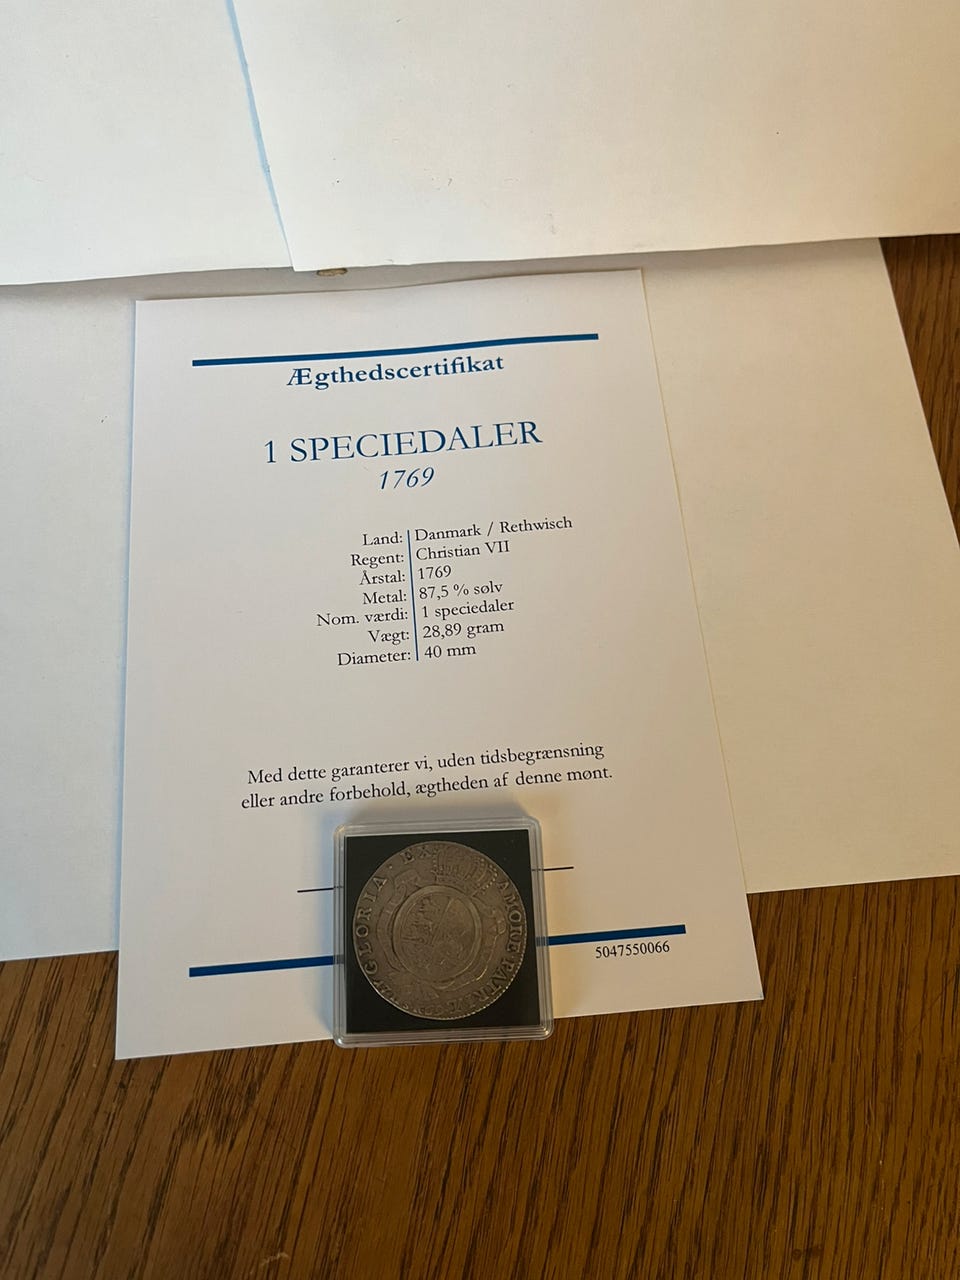 Ægthedscertifikat
1 SPECIEDALER
1769
Land: Danmark / Rethwisch
Regent: Christian VII
Årstal: 1769
Metal: 87,5 % sølv
Nom. værdi: 1 speciedaler
Vægt: 28,89 gram
Diameter: 40 mm
Med dette garanterer vi, uden tidsbegrænsning
eller andre forbehold, ægtheden af denne mønt.
GLORIA · EX AMORE PATRI
5047550066